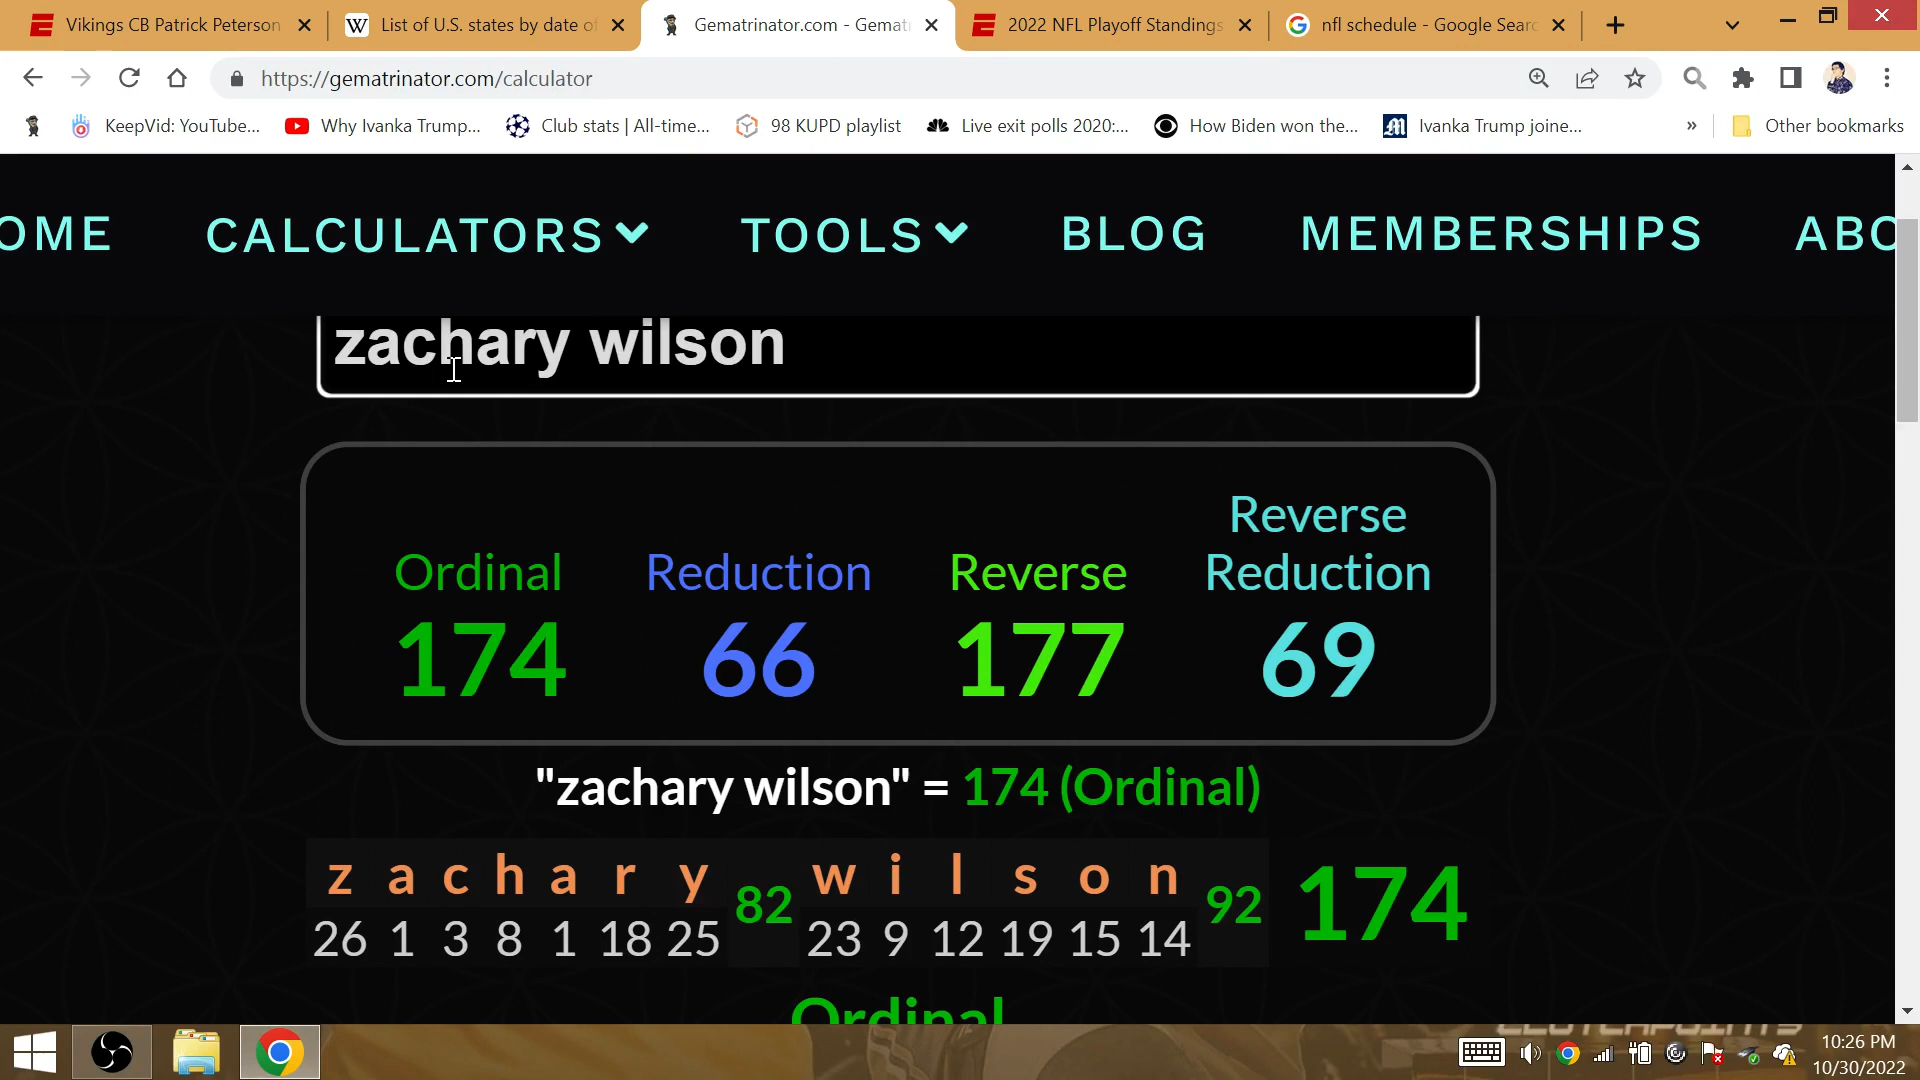 Vikings CB Patrick Peterson
List of U.S. states by date of
Gematrinator.com - Gemat
2022 NFL Playoff Standings
nfl schedule - Google Searc
https://gematrinator.com/calculator
KeepVid: YouTube...
Why Ivanka Trump...
Club stats | All-time...
98 KUPD playlist
Live exit polls 2020:...
How Biden won the...
Ivanka Trump joine...
»
Other bookmarks
OME
CALCULATORS
TOOLS
BLOG
MEMBERSHIPS
ABO
zachary wilson
Ordinal
Reduction
Reverse
Reverse
Reduction
174
66
177
69
"zachary wilson" = 174 (Ordinal)
z a c h a r y 82 w i l s o n 92 174
26 1 3 8 1 18 25 23 9 12 19 15 14
Ordinal
CLUTCHPOINTS
10:26 PM
10/30/2022